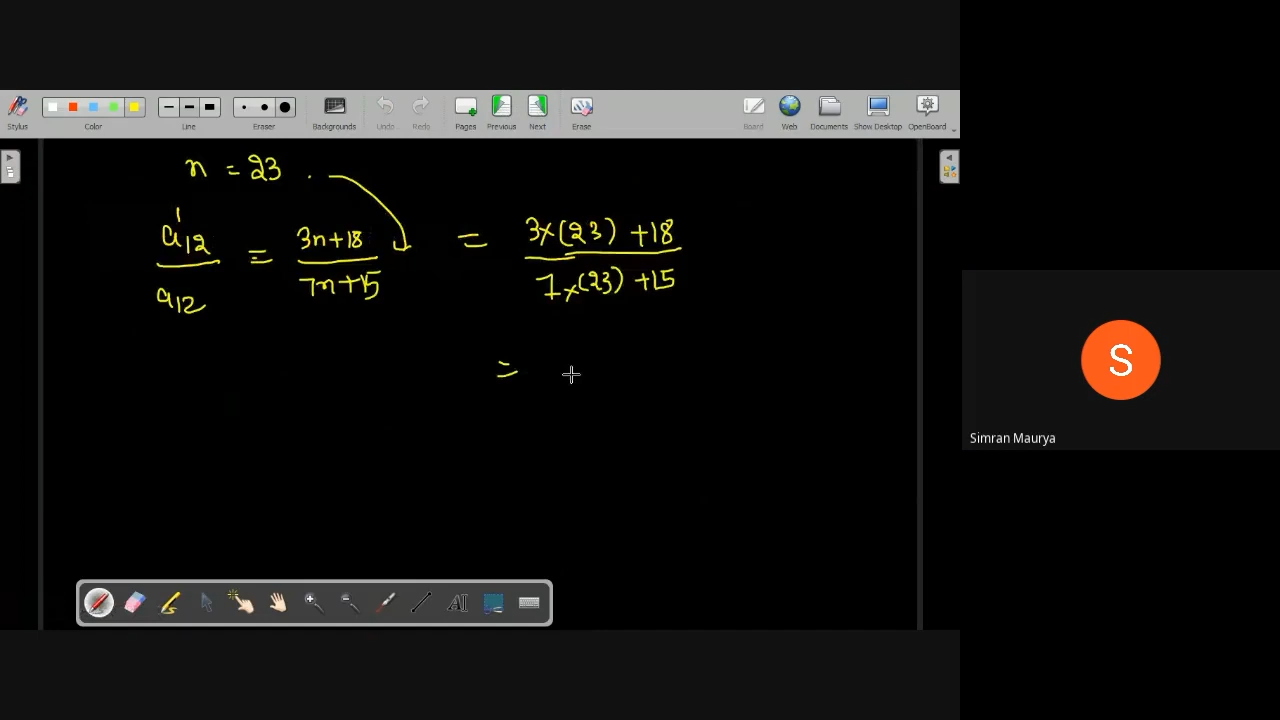 Stylus Color Line Eraser Backgrounds Undo Redo Pages Previous Next Erase Board Web Documents Show Desktop OpenBoard
n = 23 .
a'12 / a12 = 3n+18 / 7n+15 = 3×(23) +18 / 7×(23) +15
=
AI
S
Simran Maurya